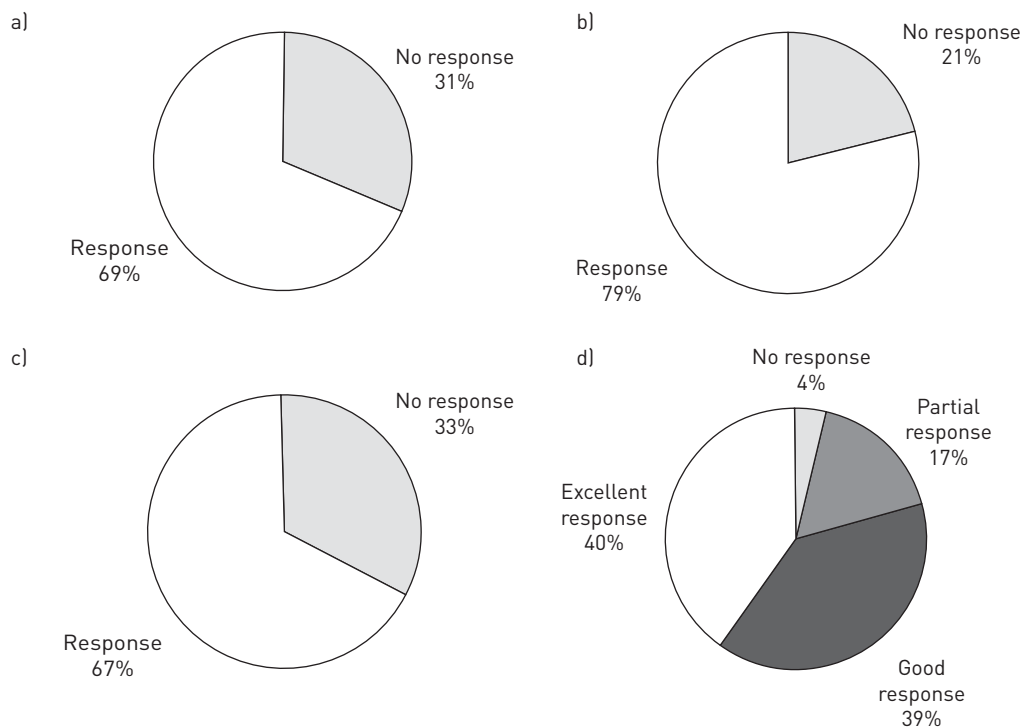 a)
No response
31%
Response
69%
b)
No response
21%
Response
79%
c)
No response
33%
Response
67%
d)
No response
4%
Partial
response
17%
Excellent
response
40%
Good
response
39%